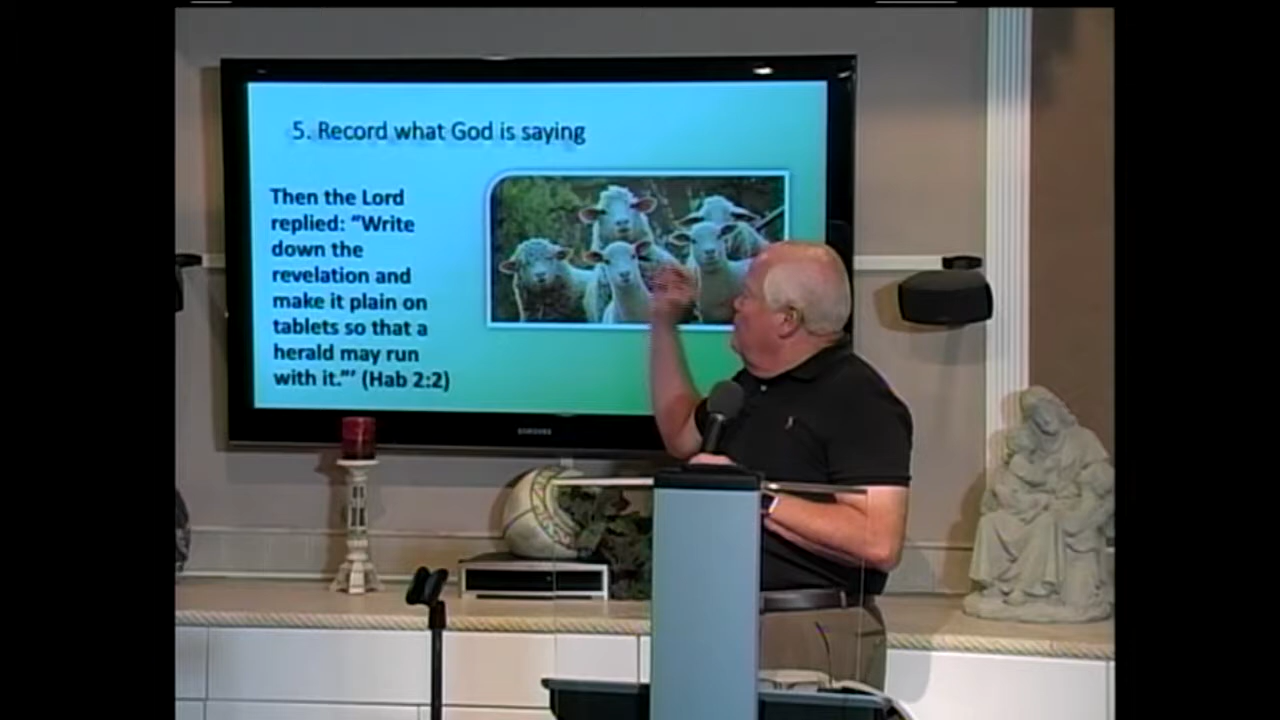 5. Record what God is saying
Then the Lord
replied: “Write
down the
revelation and
make it plain on
tablets so that a
herald may run
with it.”’ (Hab 2:2)
SAMSUNG